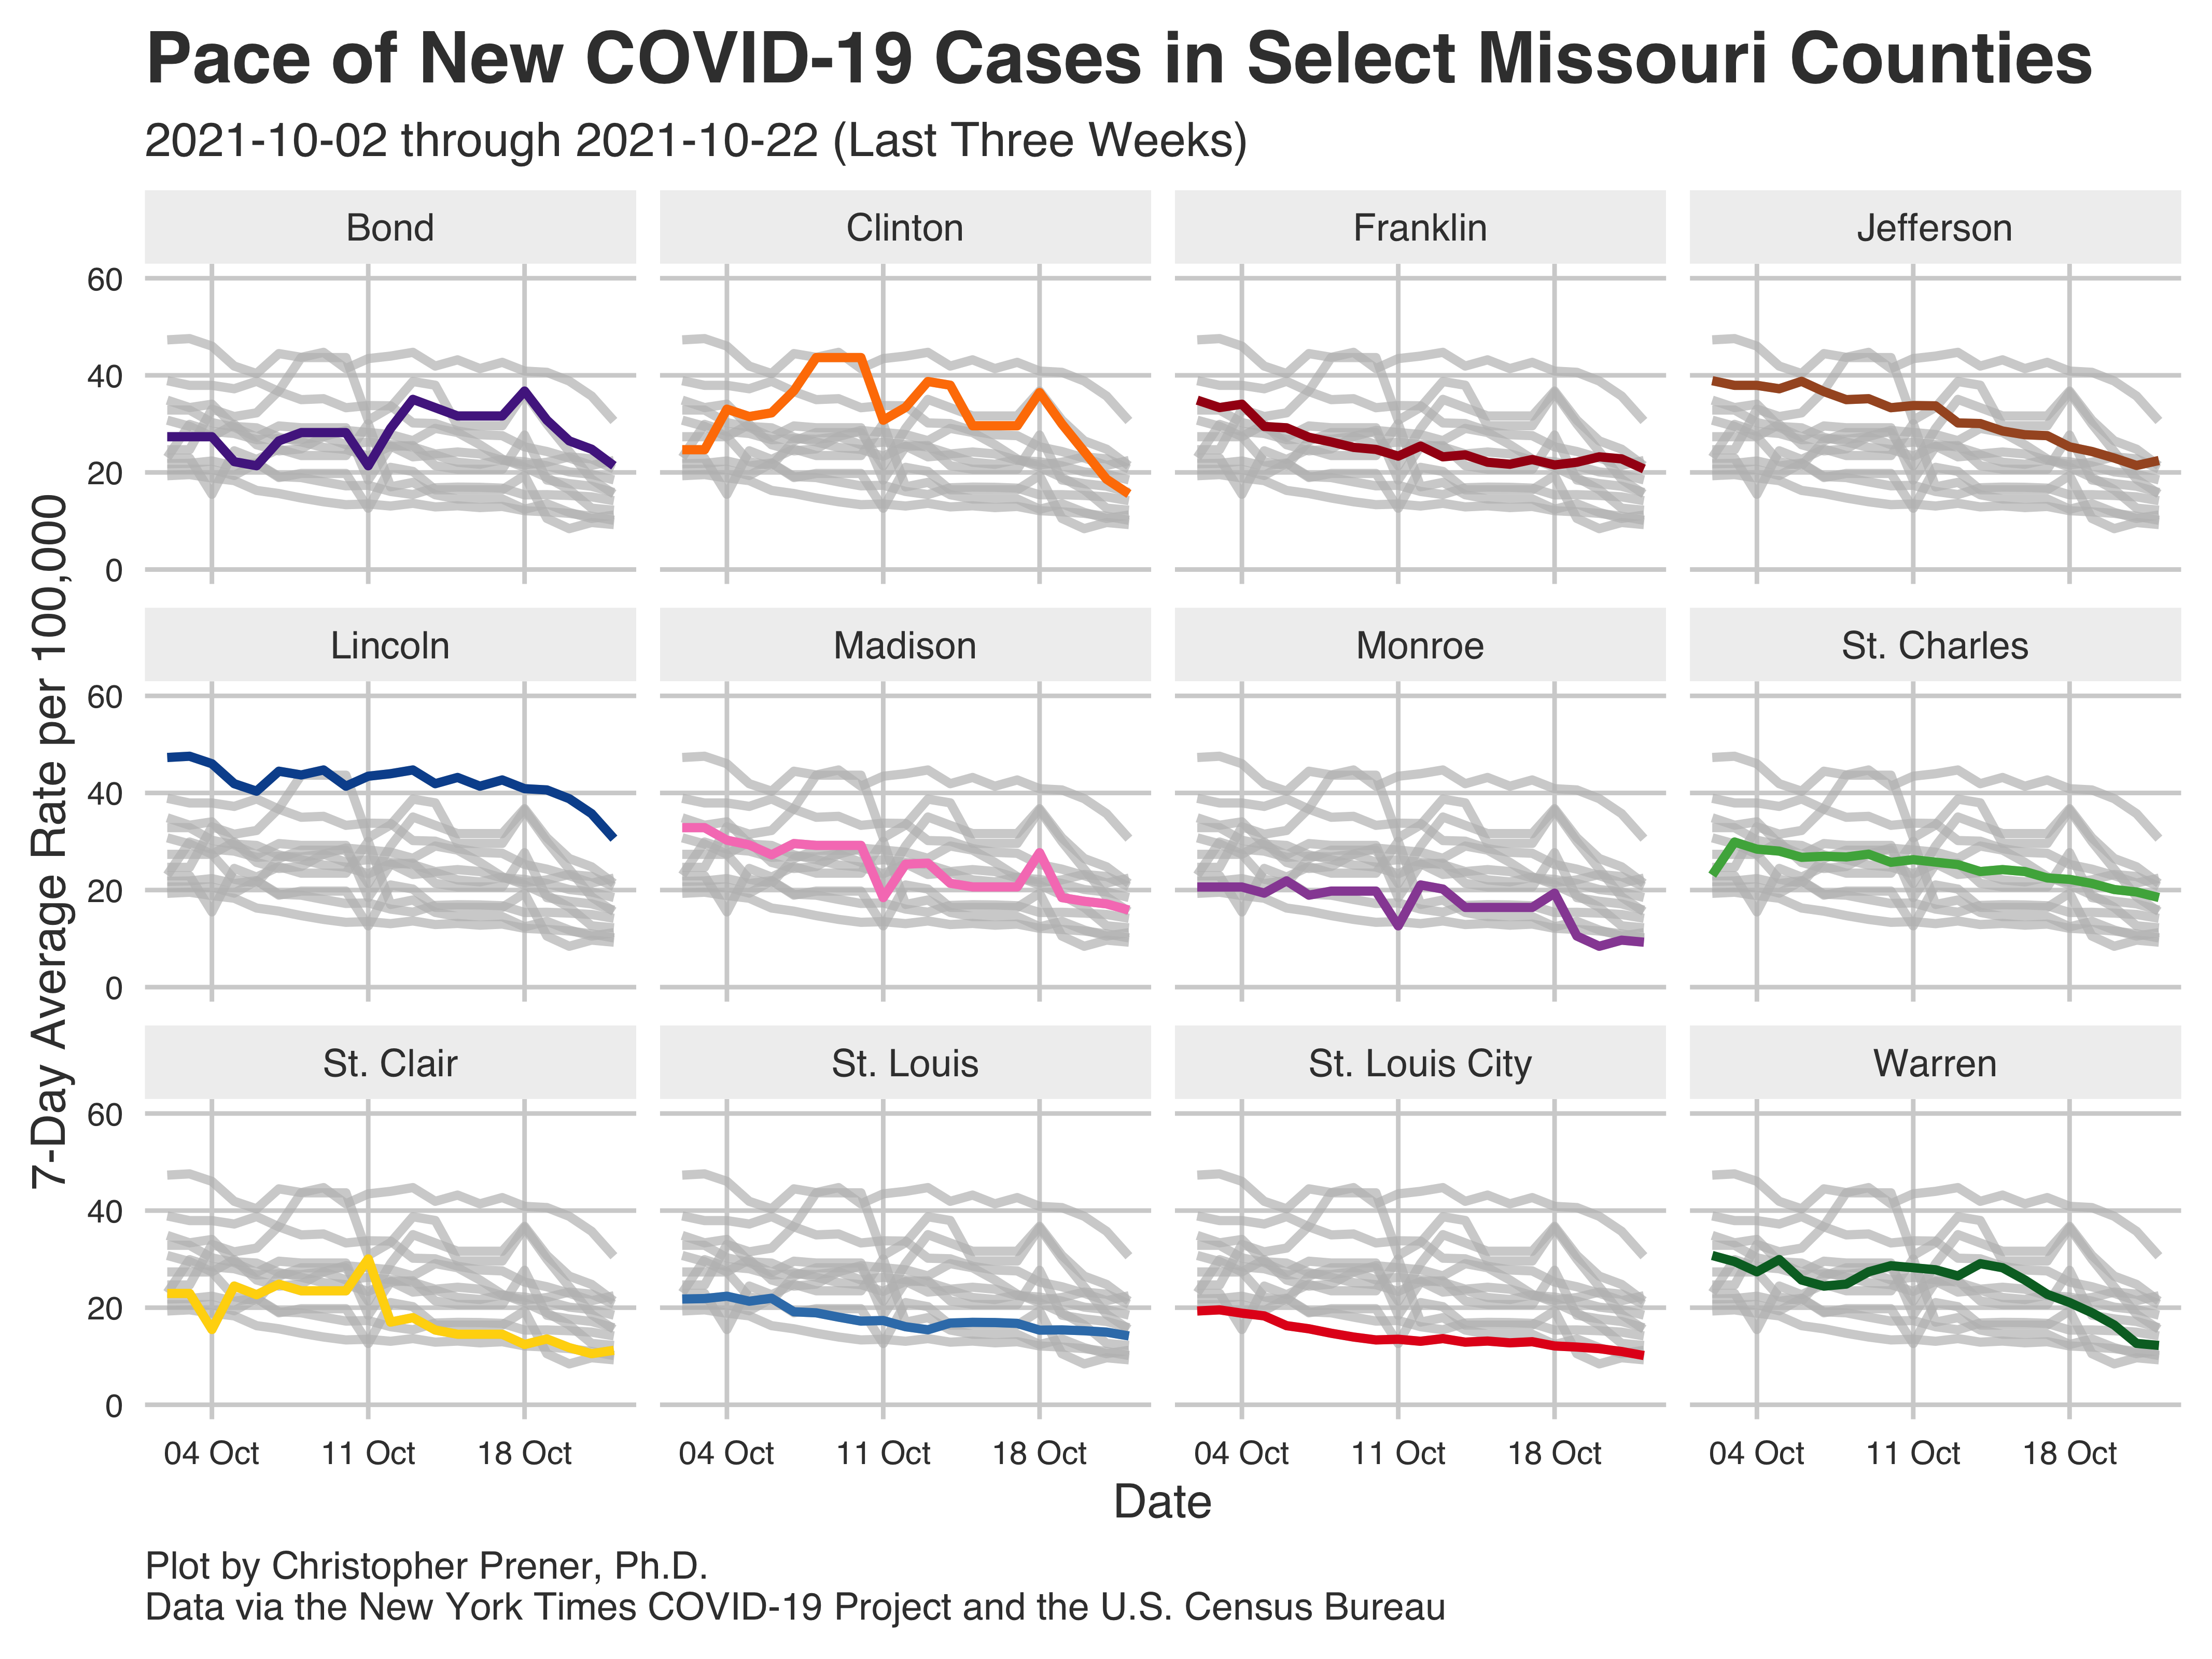 Pace of New COVID-19 Cases in Select Missouri Counties
2021-10-02 through 2021-10-22 (Last Three Weeks)
7-Day Average Rate per 100,000
Bond Clinton Franklin Jefferson
60
40
20
0
Lincoln Madison Monroe St. Charles
60
40
20
0
St. Clair St. Louis St. Louis City Warren
60
40
20
0
04 Oct 11 Oct 18 Oct 04 Oct 11 Oct 18 Oct 04 Oct 11 Oct 18 Oct 04 Oct 11 Oct 18 Oct
Date
Plot by Christopher Prener, Ph.D.
Data via the New York Times COVID-19 Project and the U.S. Census Bureau